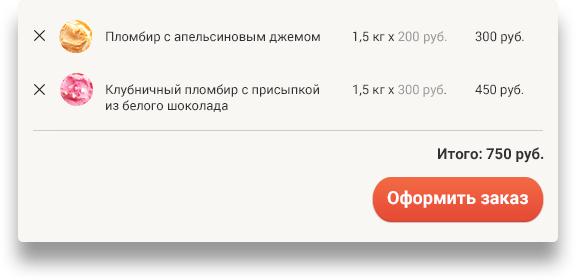 Пломбир с апельсиновым джемом 1,5 кг х 200 руб. 300 руб.
Клубничный пломбир с присыпкой 1,5 кг х 300 руб. 450 руб.
из белого шоколада
Итого: 750 руб.
Оформить заказ